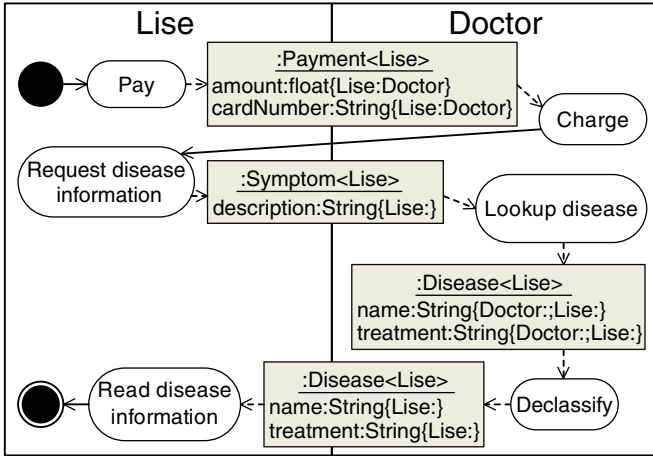 Lise
Doctor
Pay
:Payment<Lise>
amount:float{Lise:Doctor}
cardNumber:String{Lise:Doctor}
Charge
Request disease
information
:Symptom<Lise>
description:String{Lise:}
Lookup disease
:Disease<Lise>
name:String{Doctor:;Lise:}
treatment:String{Doctor:;Lise:}
Declassify
:Disease<Lise>
name:String{Lise:}
treatment:String{Lise:}
Read disease
information